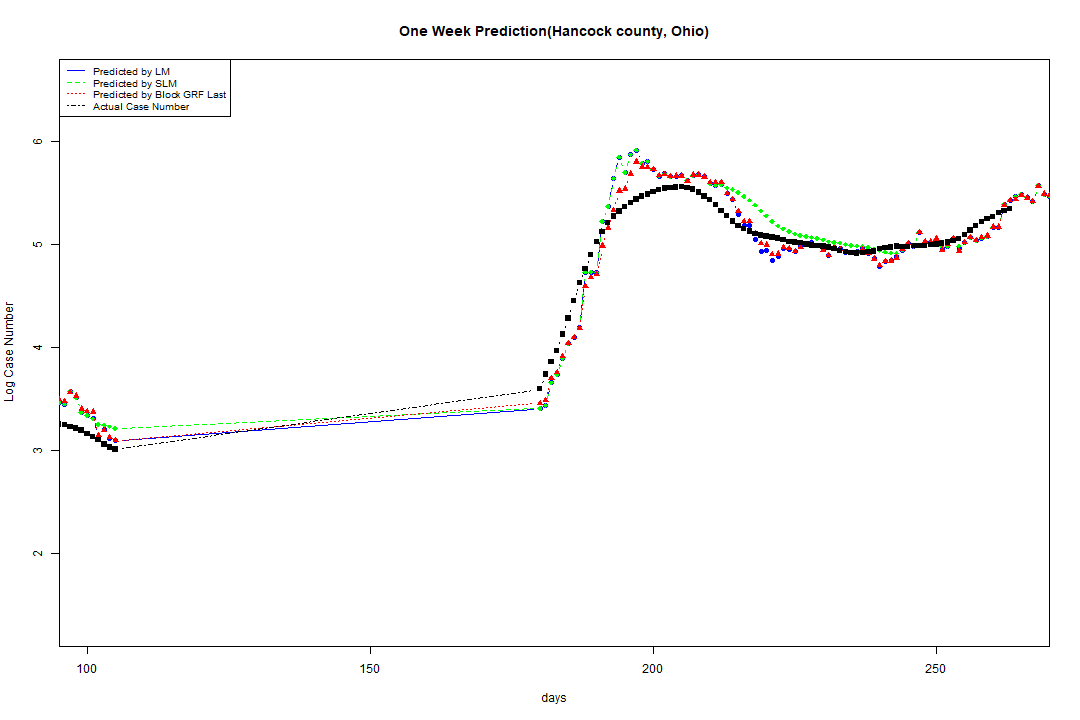 One Week Prediction(Hancock county, Ohio)
Predicted by LM
Predicted by SLM
Predicted by Block GRF Last
Actual Case Number
6
5
4
3
2
Log Case Number
100 150 200 250
days